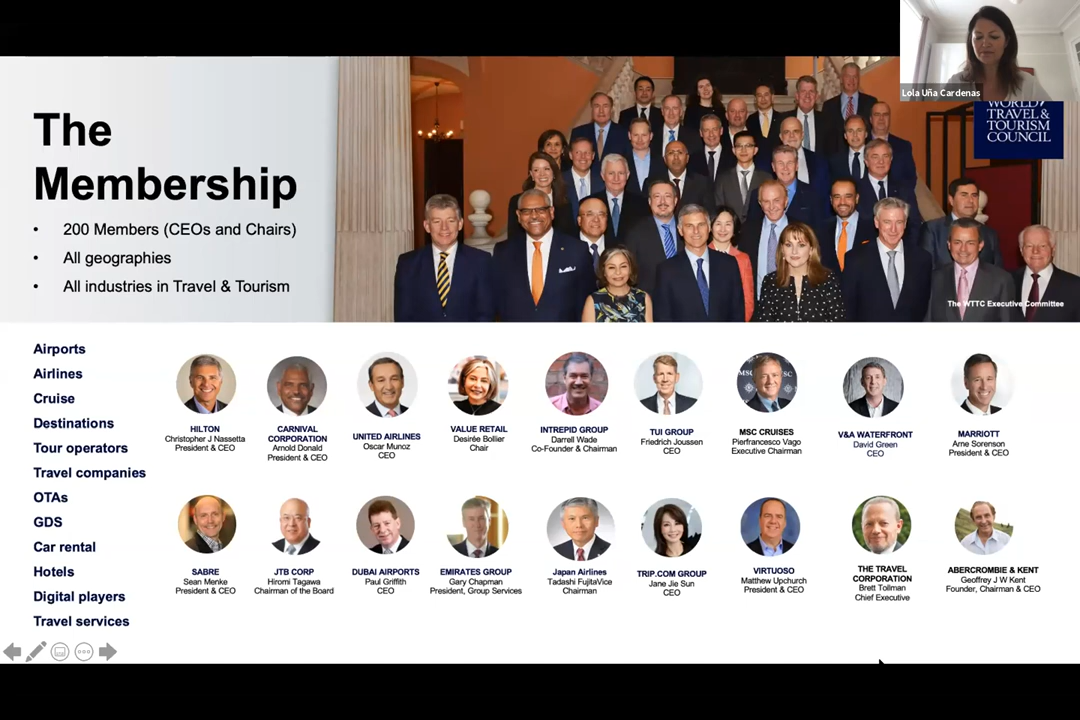 Lola Uña Cardenas
WORLD
TRAVEL &
TOURISM
COUNCIL
The
Membership
• 200 Members (CEOs and Chairs)
• All geographies
• All industries in Travel & Tourism
The WTTC Executive Committee
Airports
Airlines
Cruise
Destinations
Tour operators
Travel companies
OTAs
GDS
Car rental
Hotels
Digital players
Travel services
HILTON
Christopher J Nassetta
President & CEO
CARNIVAL
CORPORATION
Arnold Donald
President & CEO
UNITED AIRLINES
Oscar Munoz
CEO
VALUE RETAIL
Desirée Bollier
Chair
INTREPID GROUP
Darrell Wade
Co-Founder & Chairman
TUI GROUP
Friedrich Joussen
CEO
MSC CRUISES
Pierfrancesco Vago
Executive Chairman
V&A WATERFRONT
David Green
CEO
MARRIOTT
Arne Sorenson
President & CEO
SABRE
Sean Menke
President & CEO
JTB CORP
Hiromi Tagawa
Chairman of the Board
DUBAI AIRPORTS
Paul Griffith
CEO
EMIRATES GROUP
Gary Chapman
President, Group Services
Japan Airlines
Tadashi FujitaVice
Chairman
TRIP.COM GROUP
Jane Jie Sun
CEO
VIRTUOSO
Matthew Upchurch
President & CEO
THE TRAVEL
CORPORATION
Brett Tollman
Chief Executive
ABERCROMBIE & KENT
Geoffrey J W Kent
Founder, Chairman & CEO